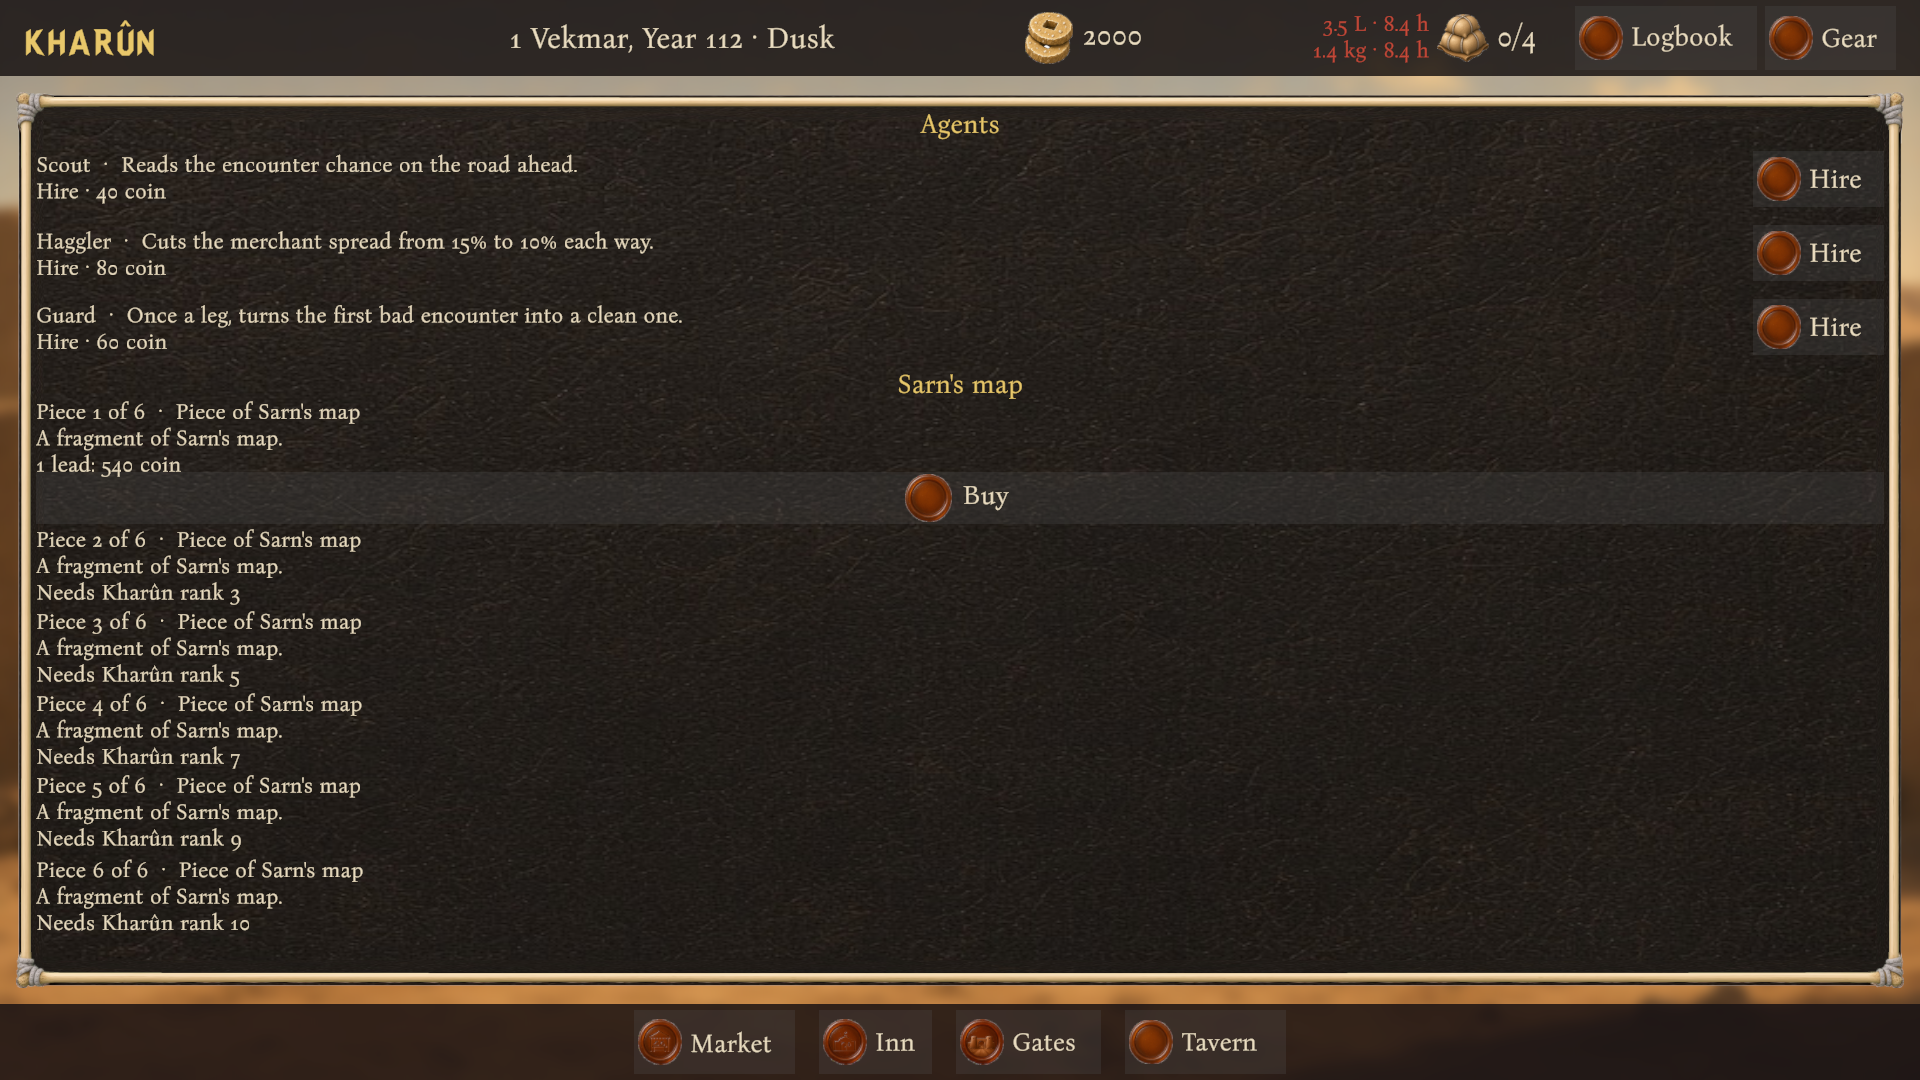 KHARÛN
1 Vekmar, Year 112 · Dusk
2000
3.5 L · 8.4 h
1.4 kg · 8.4 h
0/4
Logbook
Gear
Agents
Scout · Reads the encounter chance on the road ahead.
Hire · 40 coin
Hire
Haggler · Cuts the merchant spread from 15% to 10% each way.
Hire · 80 coin
Hire
Guard · Once a leg, turns the first bad encounter into a clean one.
Hire · 60 coin
Hire
Sarn's map
Piece 1 of 6 · Piece of Sarn's map
A fragment of Sarn's map.
1 lead: 540 coin
Buy
Piece 2 of 6 · Piece of Sarn's map
A fragment of Sarn's map.
Needs Kharûn rank 3
Piece 3 of 6 · Piece of Sarn's map
A fragment of Sarn's map.
Needs Kharûn rank 5
Piece 4 of 6 · Piece of Sarn's map
A fragment of Sarn's map.
Needs Kharûn rank 7
Piece 5 of 6 · Piece of Sarn's map
A fragment of Sarn's map.
Needs Kharûn rank 9
Piece 6 of 6 · Piece of Sarn's map
A fragment of Sarn's map.
Needs Kharûn rank 10
Market
Inn
Gates
Tavern